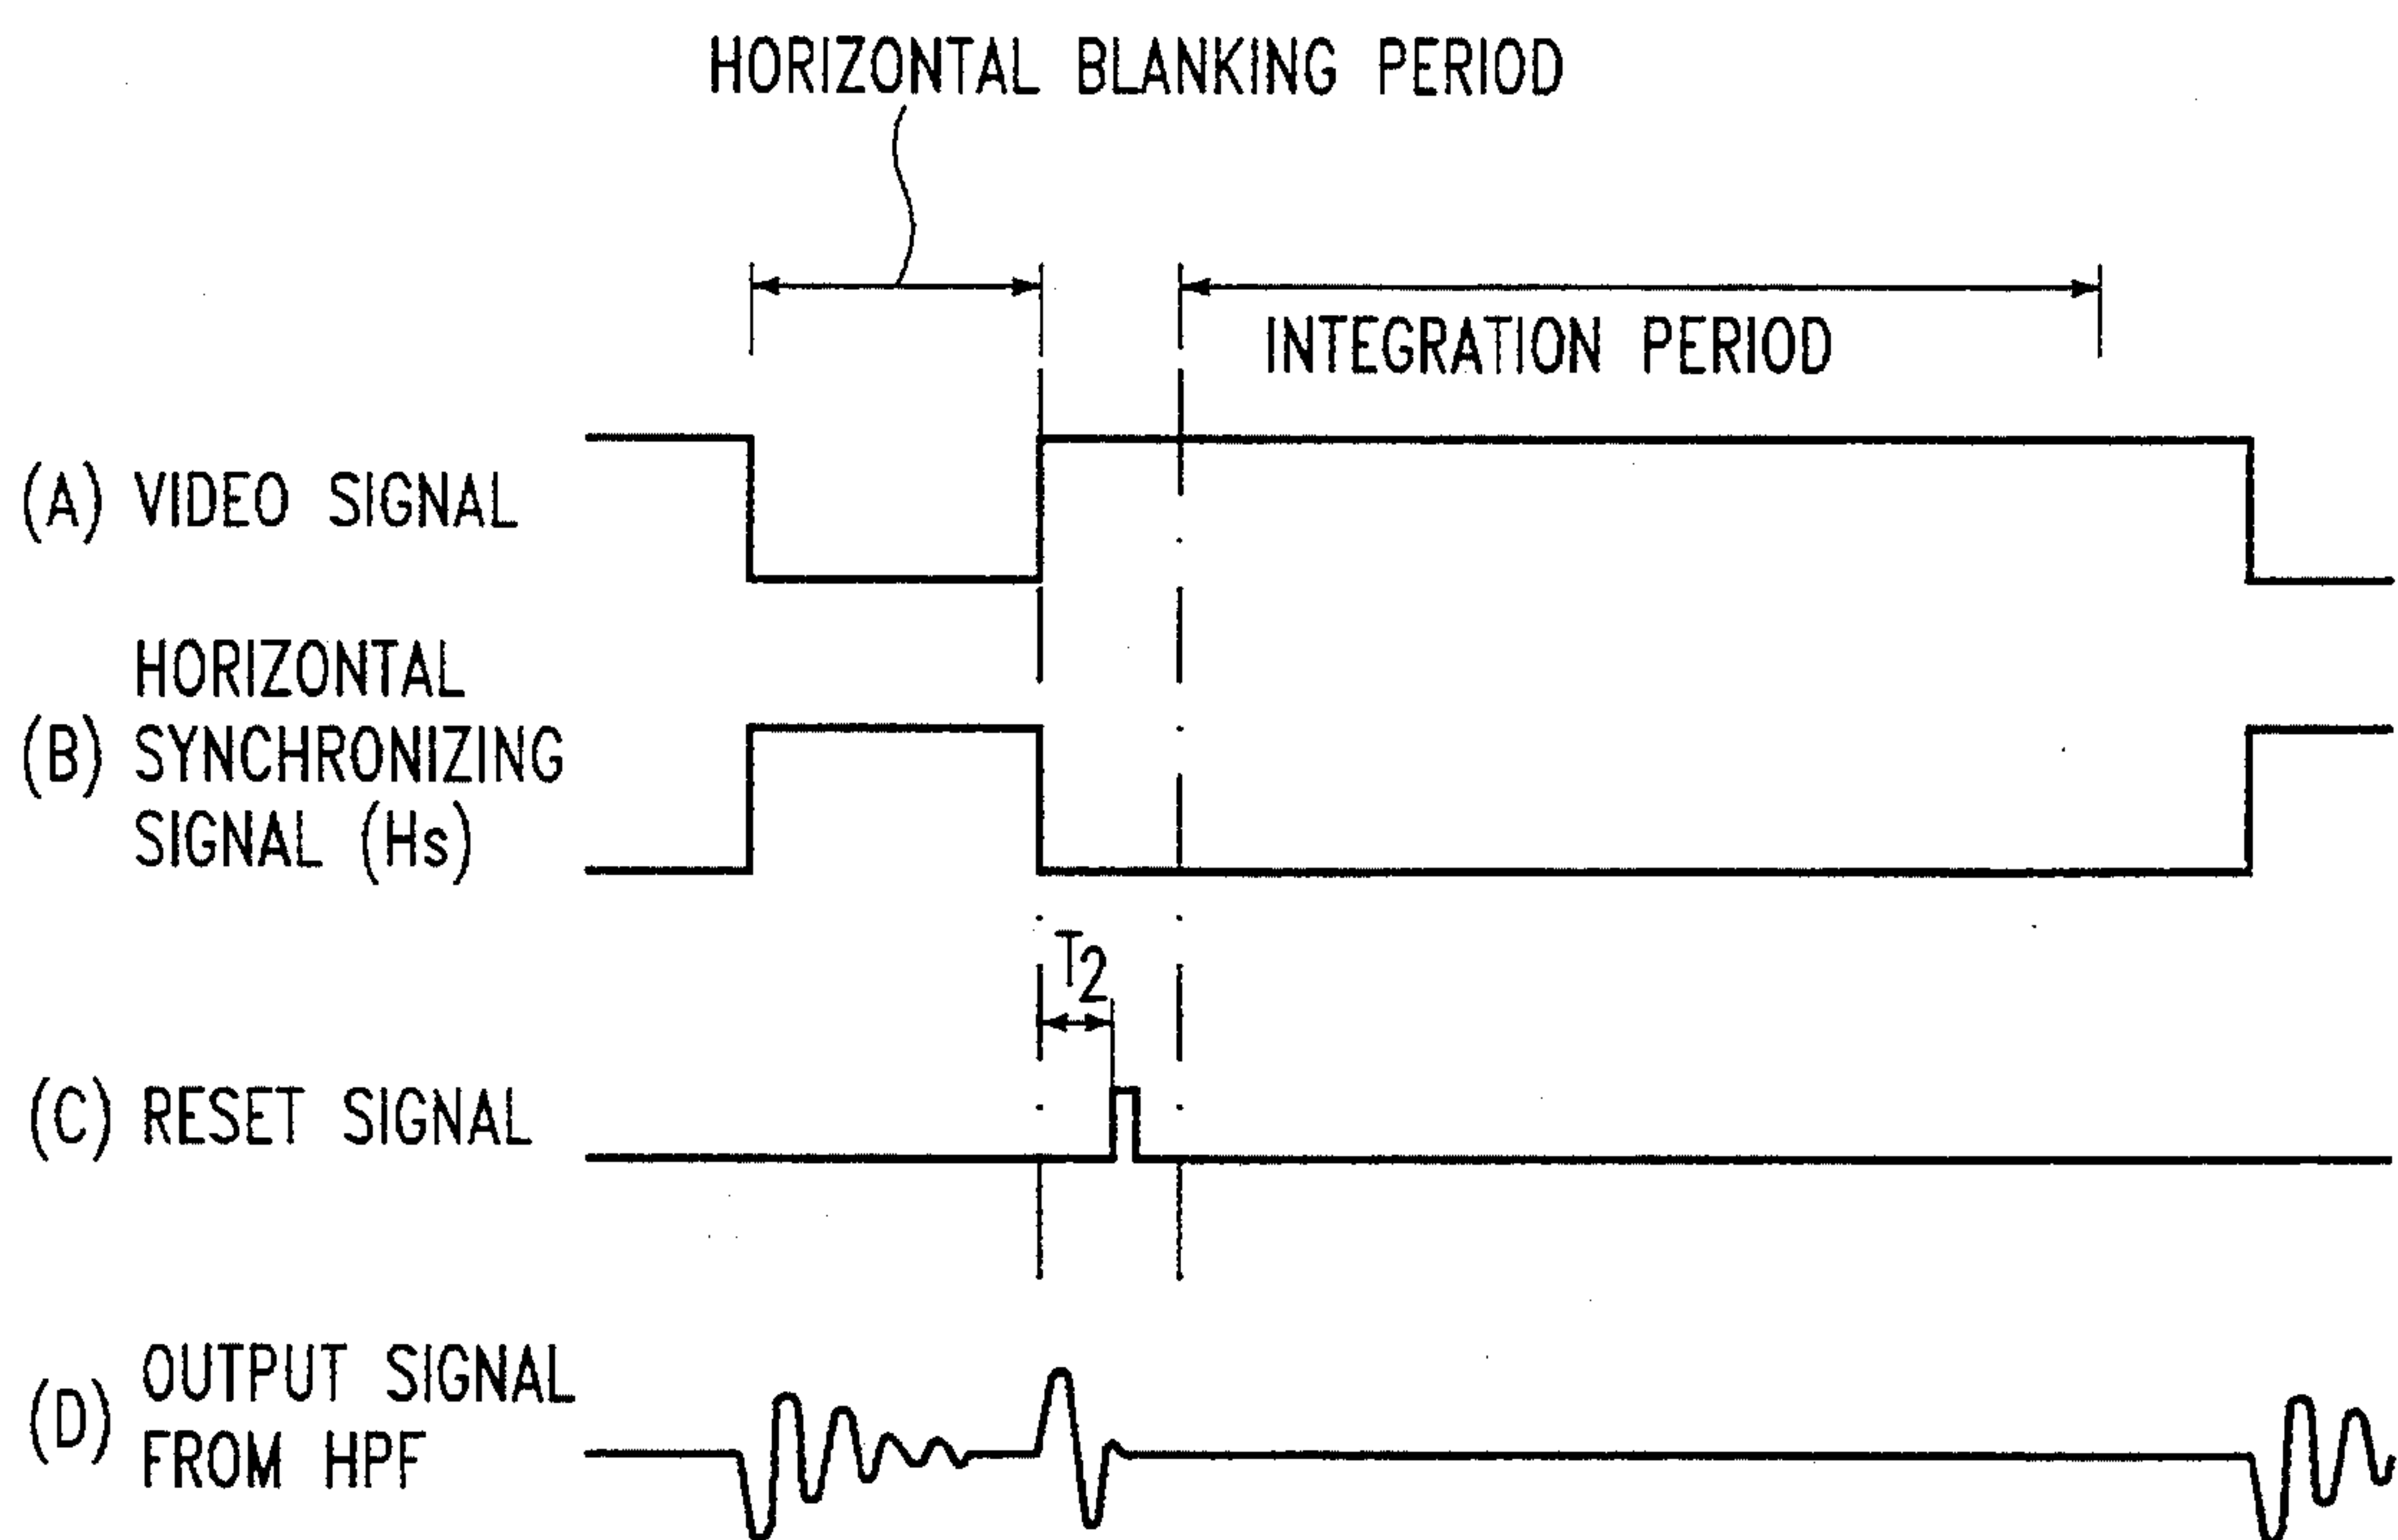 HORIZONTAL BLANKING PERIOD
INTEGRATION PERIOD
(A) VIDEO SIGNAL
HORIZONTAL
(B) SYNCHRONIZING
SIGNAL (Hs)
T2
(C) RESET SIGNAL
(D) OUTPUT SIGNAL
FROM HPF